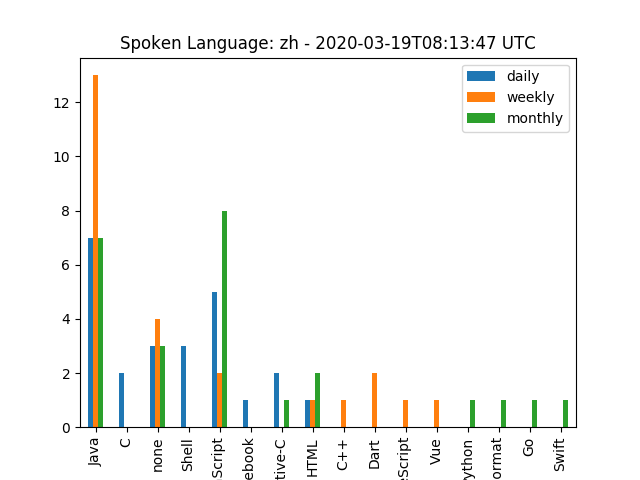 Spoken Language: zh - 2020-03-19T08:13:47 UTC
daily
weekly
monthly
12
10
8
6
4
2
0
Java
C
none
Shell
Script
ebook
tive-C
HTML
C++
Dart
eScript
Vue
ython
ormat
Go
Swift